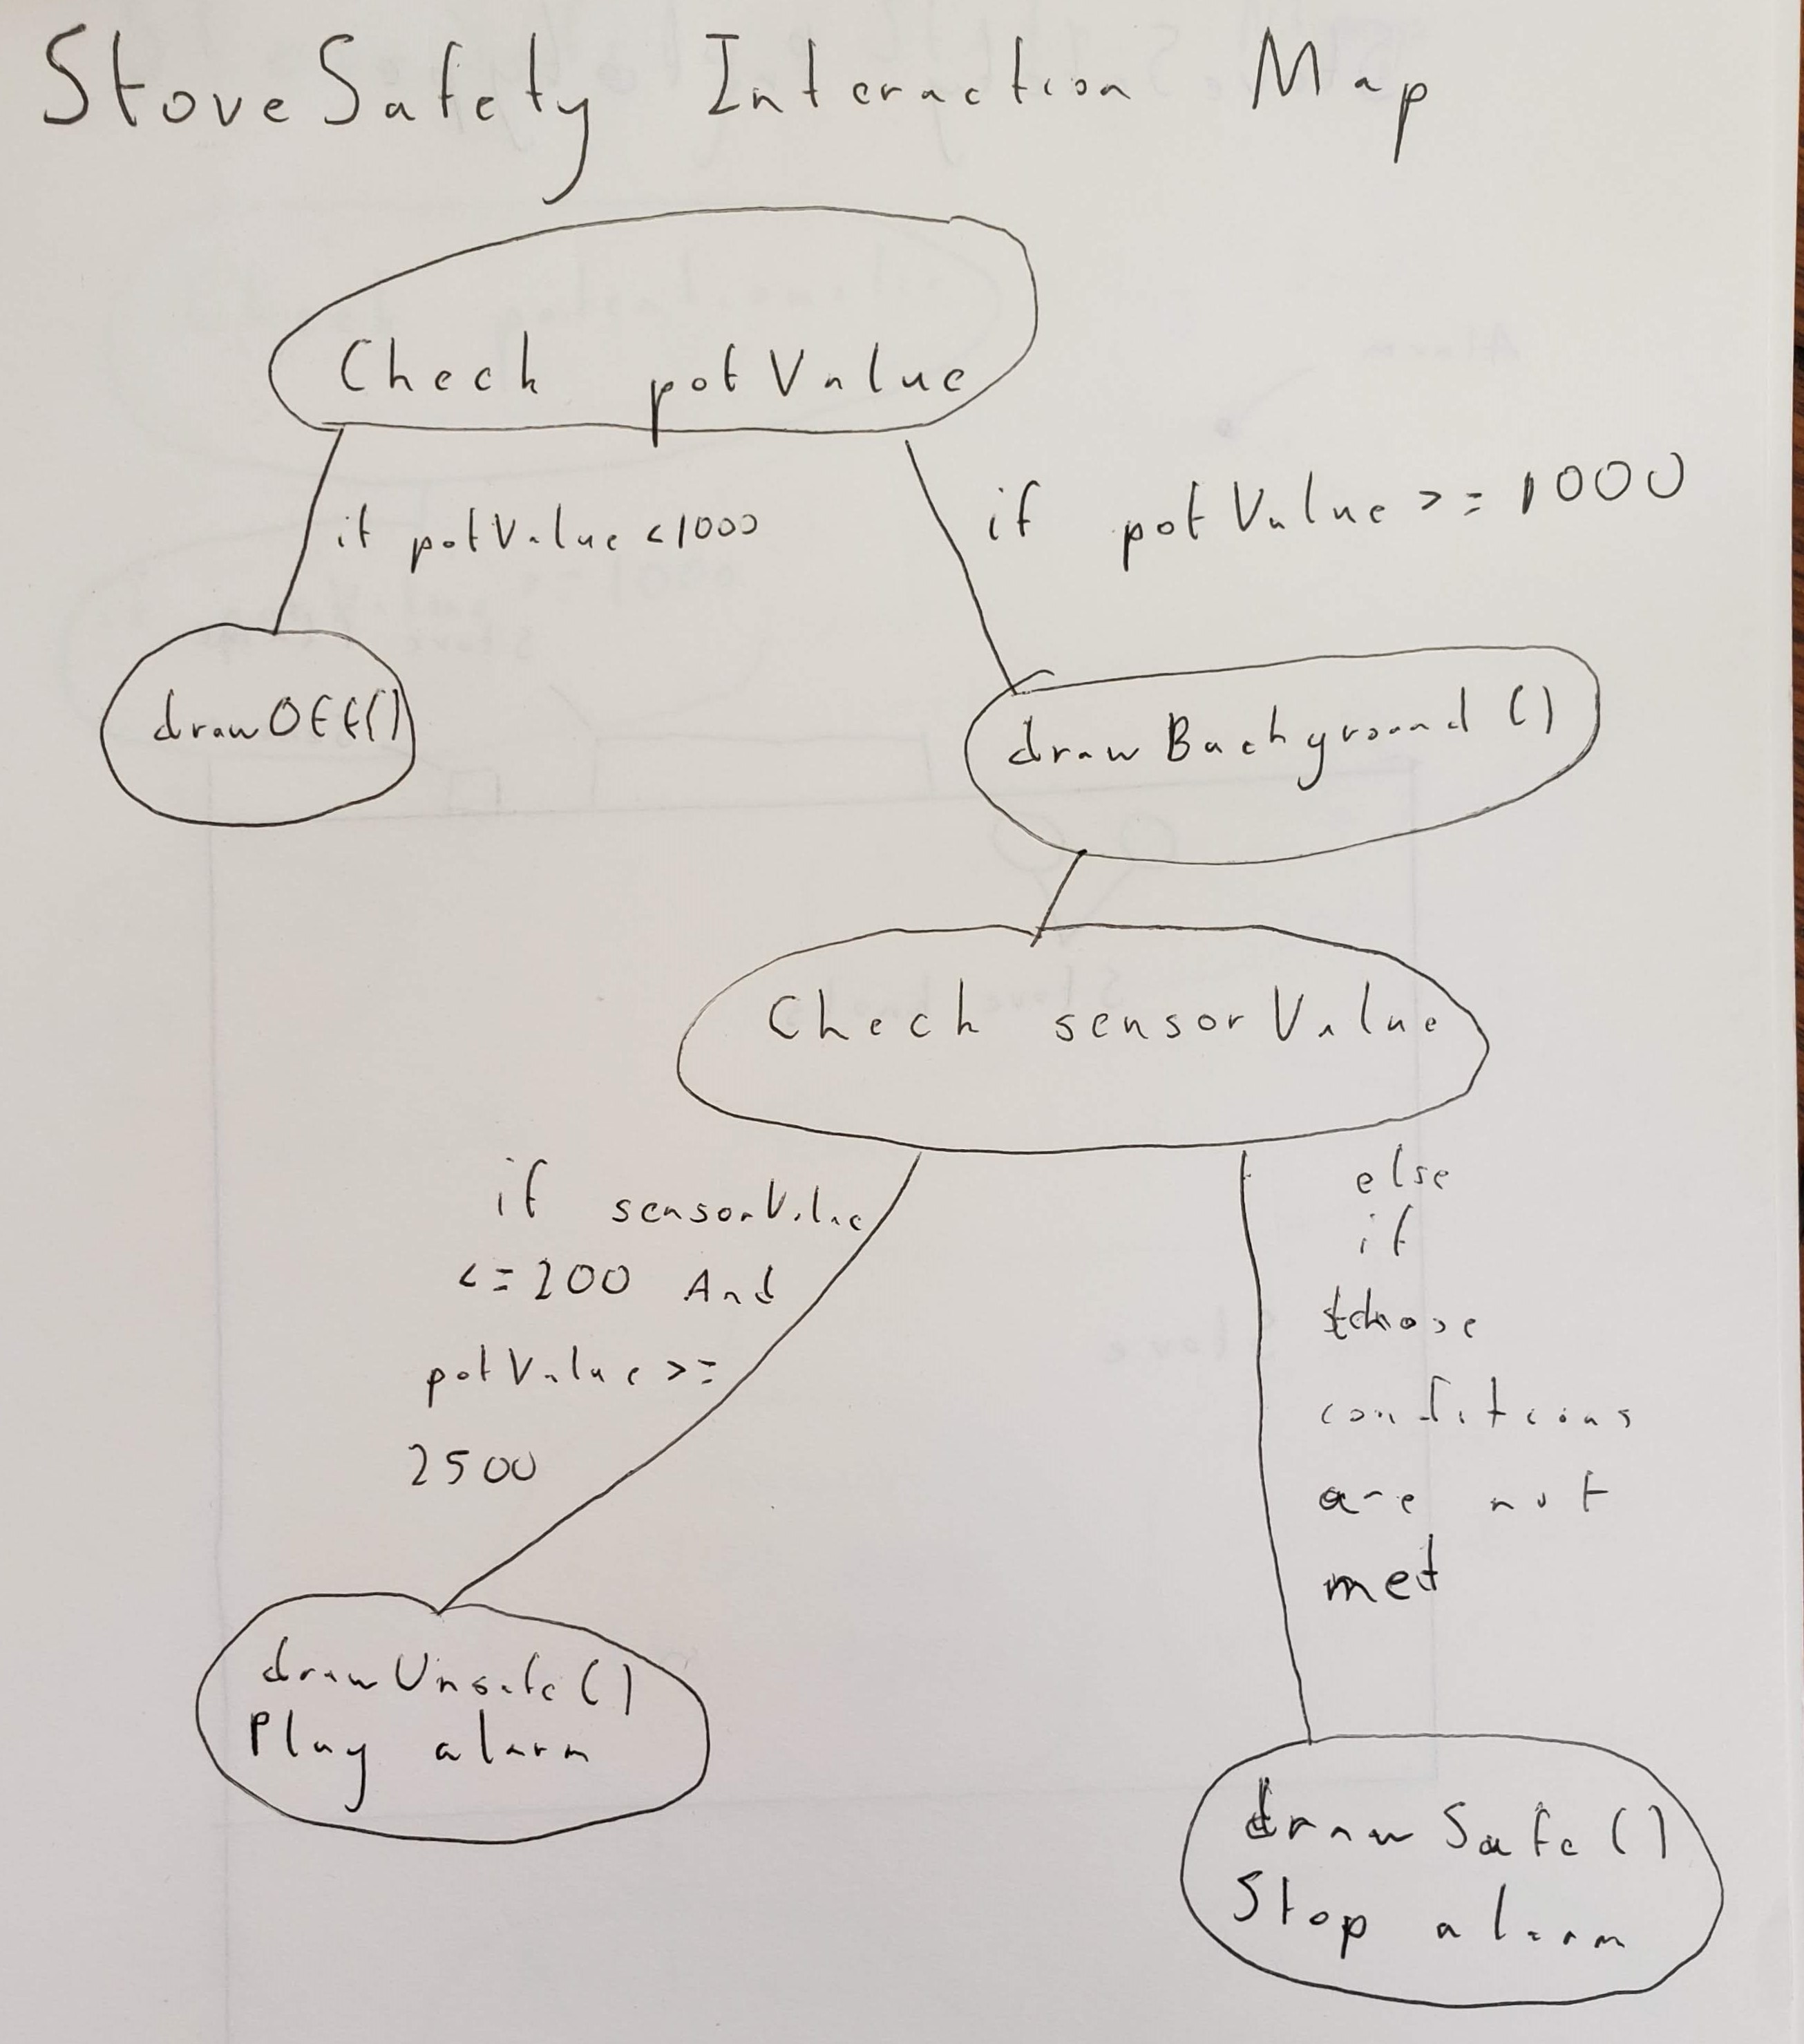 StoveSafety Interaction Map
Check potValue
if potValue <1000
if potValue >= 1000
drawOff()
drawBackground()
Check sensorValue
if sensorValue
<=200 And
potValue >=
2500
else
if
those
conditions
are not
met
drawUnsafe()
Play alarm
drawSafe()
Stop alarm